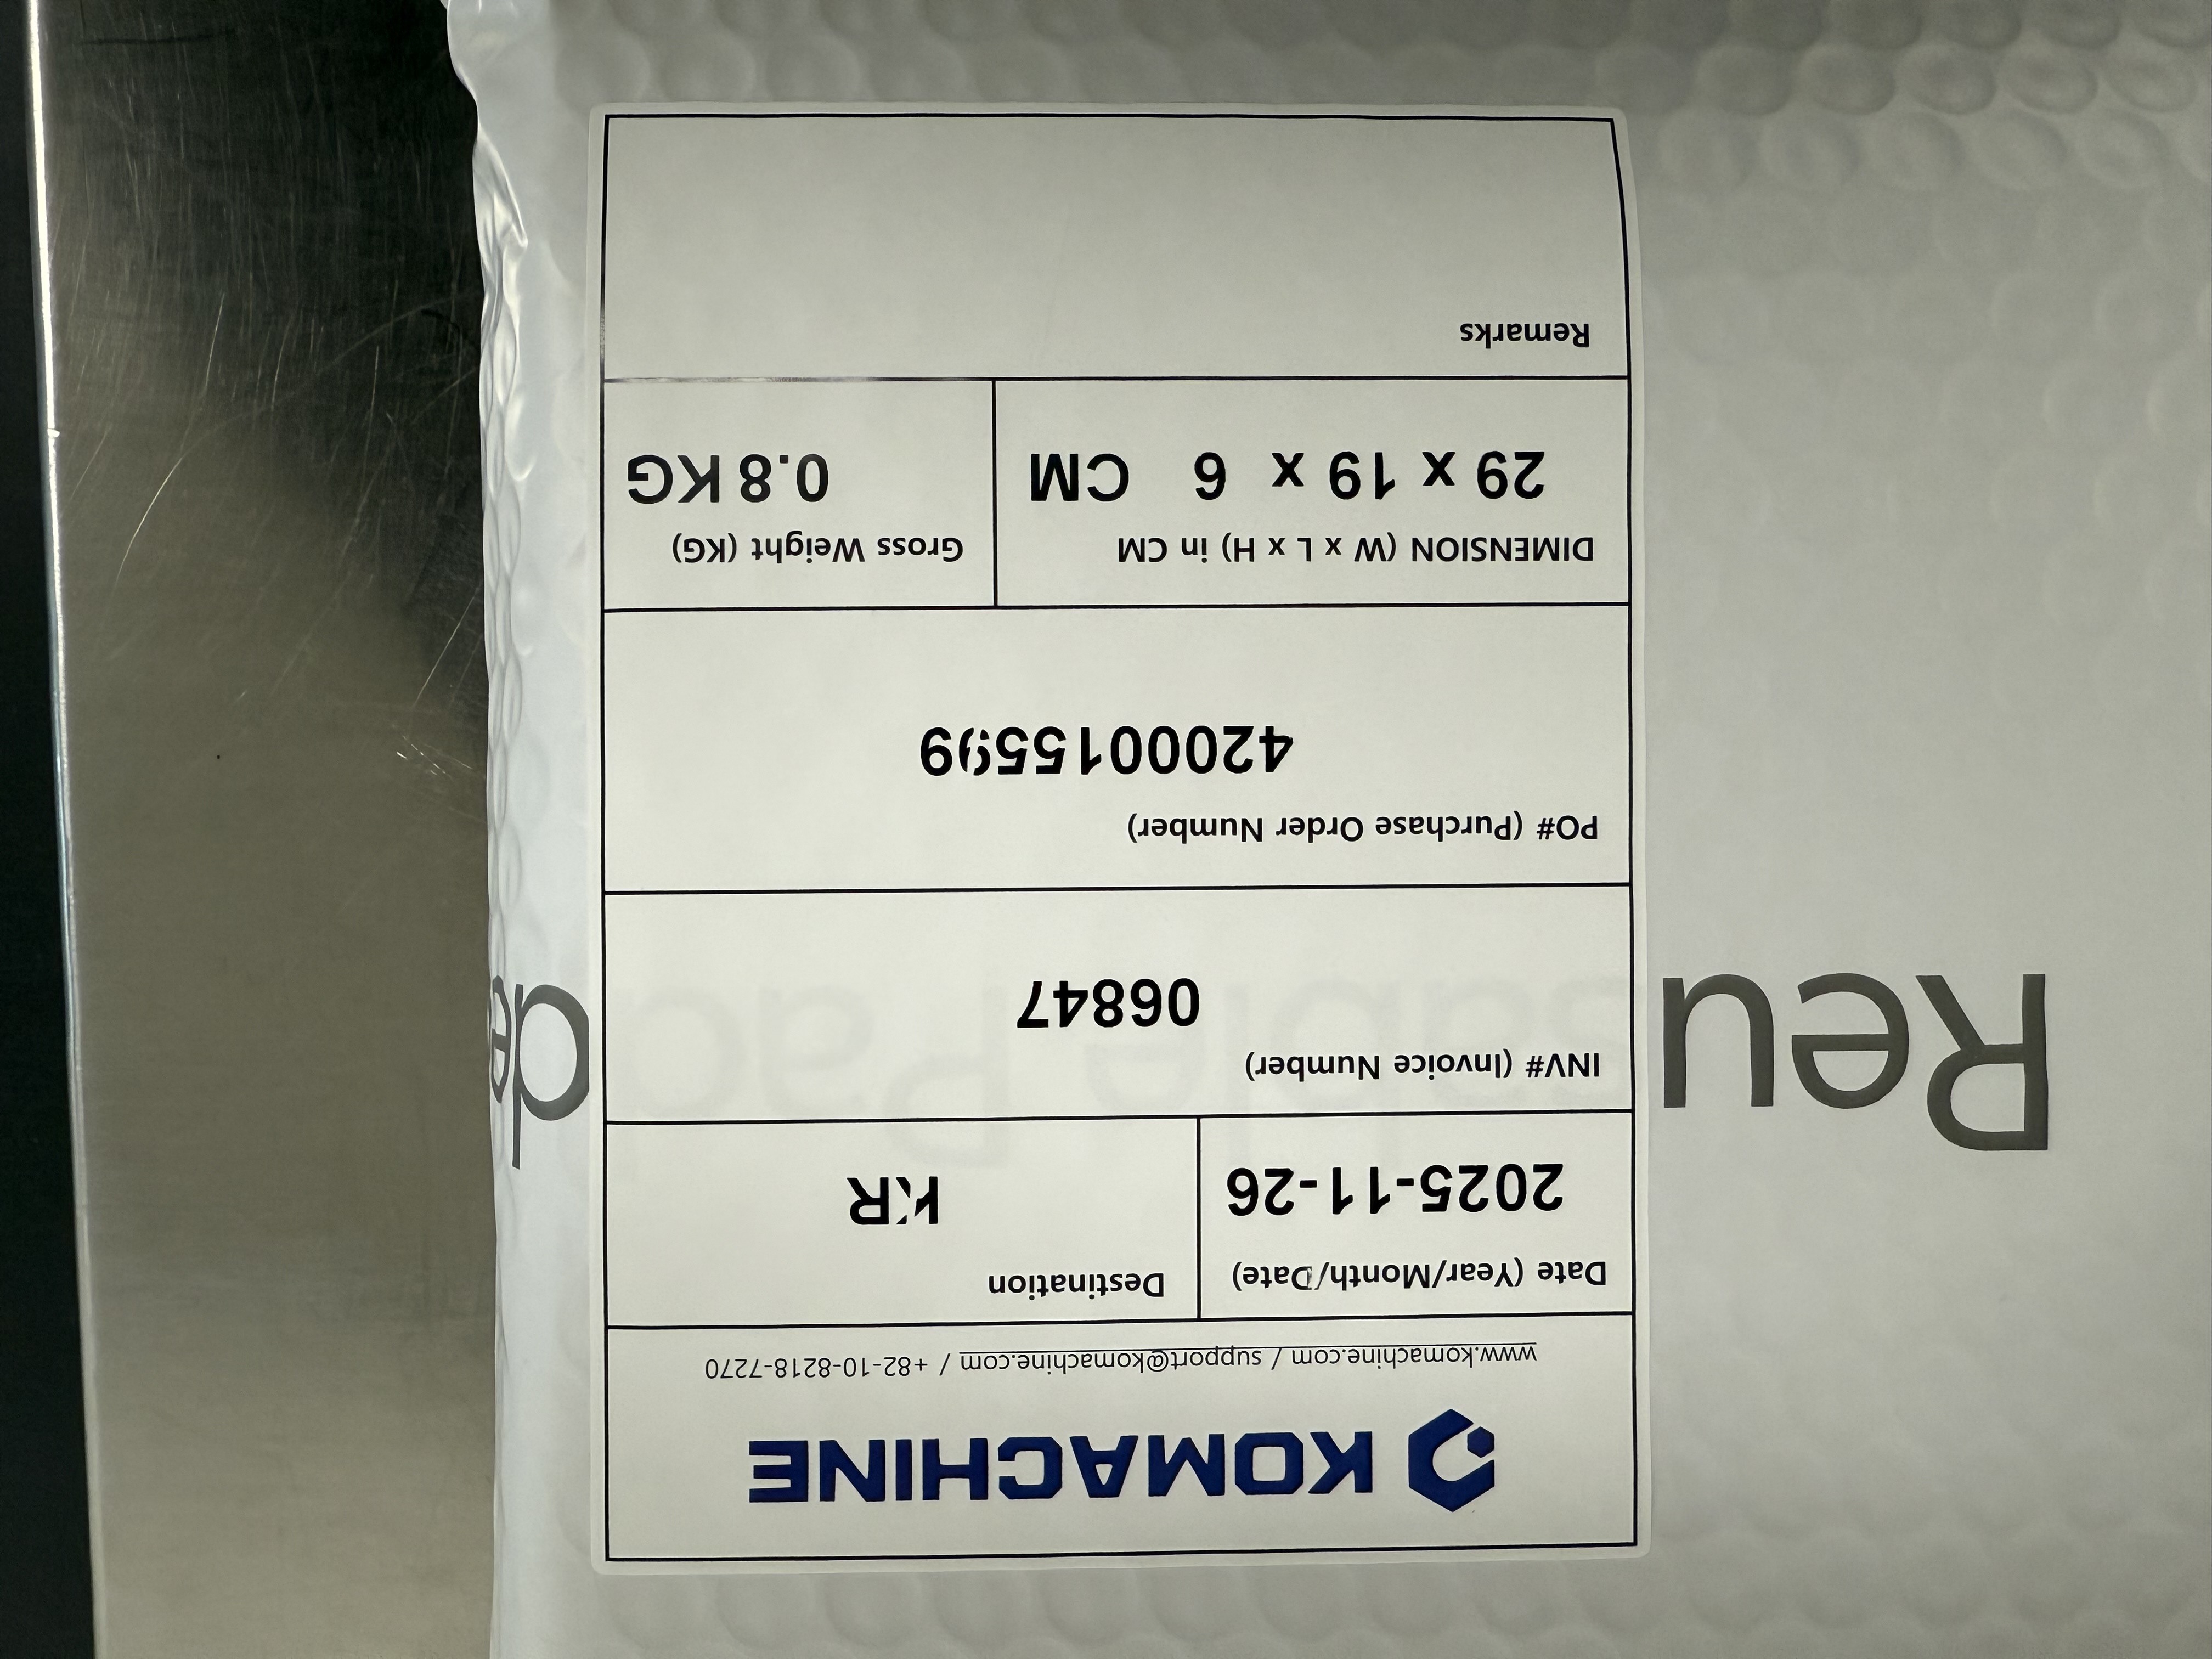 KOMACHINE
www.komachine.com / support@komachine.com / +82-10-8218-7270
Date (Year/Month/Date)
2025-11-26
Destination
KR
INV# (Invoice Number)
06847
Reu
de
PO# (Purchase Order Number)
4200015599
DIMENSION (W x L x H) in CM
29 x 19 x 6 CM
Gross Weight (KG)
0.8 KG
Remarks